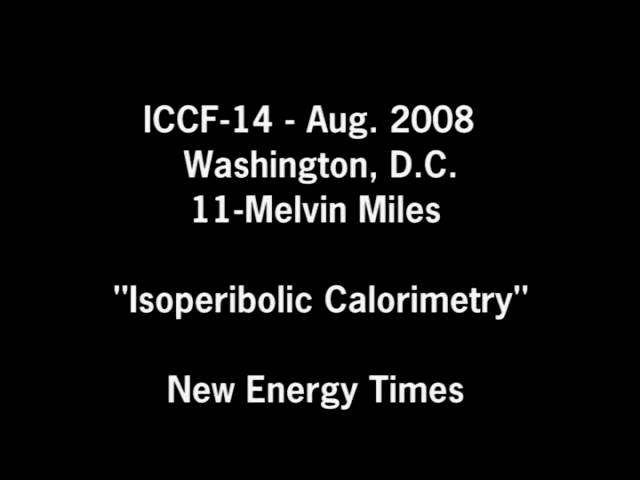 ICCF-14 - Aug. 2008
Washington, D.C.
11-Melvin Miles
"Isoperibolic Calorimetry"
New Energy Times